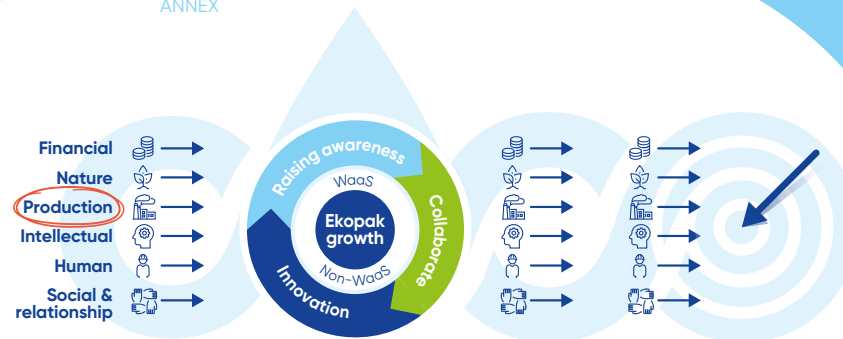 ANNEX
Financial
Nature
Production
Intellectual
Human
Social &
relationship
Raising awareness
WaaS
Ekopak
growth
Non-WaaS
Collaborate
Innovation